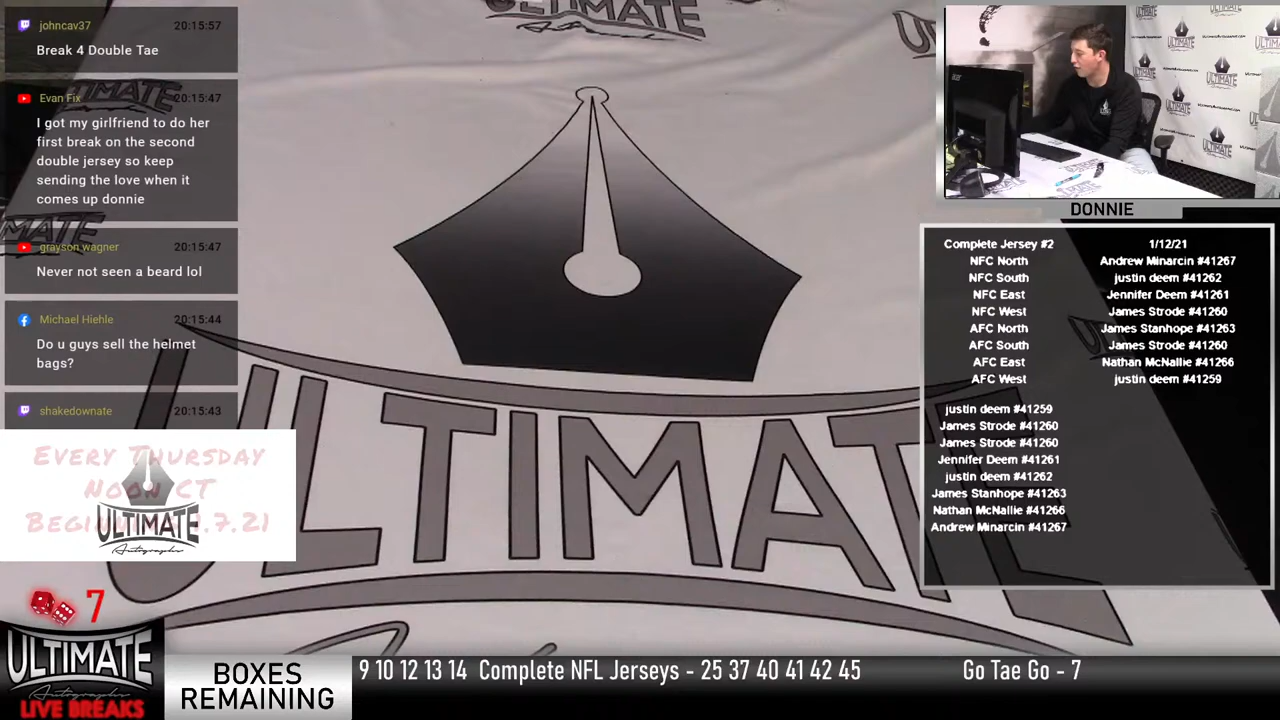 johncav37 20:15:57
Break 4 Double Tae
Evan Fix 20:15:47
I got my girlfriend to do her
first break on the second
double jersey so keep
sending the love when it
comes up donnie
grayson wagner 20:15:47
Never not seen a beard lol
Michael Hiehle 20:15:44
Do u guys sell the helmet
bags?
shakedownate 20:15:43
Every Thursday
Noon CT
ULTIMATE
Autographs
7
ULTIMATE
Autographs
LIVE BREAKS
BOXES
REMAINING
9 10 12 13 14 Complete NFL Jerseys - 25 37 40 41 42 45 Go Tae Go - 7
ULTIMATE
ULTIMATE
DONNIE
Complete Jersey #2 1/12/21
NFC North Andrew Minarcin #41267
NFC South justin deem #41262
NFC East Jennifer Deem #41261
NFC West James Strode #41260
AFC North James Stanhope #41263
AFC South James Strode #41260
AFC East Nathan McNallie #41266
AFC West justin deem #41259
justin deem #41259
James Strode #41260
James Strode #41260
Jennifer Deem #41261
justin deem #41262
James Stanhope #41263
Nathan McNallie #41266
Andrew Minarcin #41267